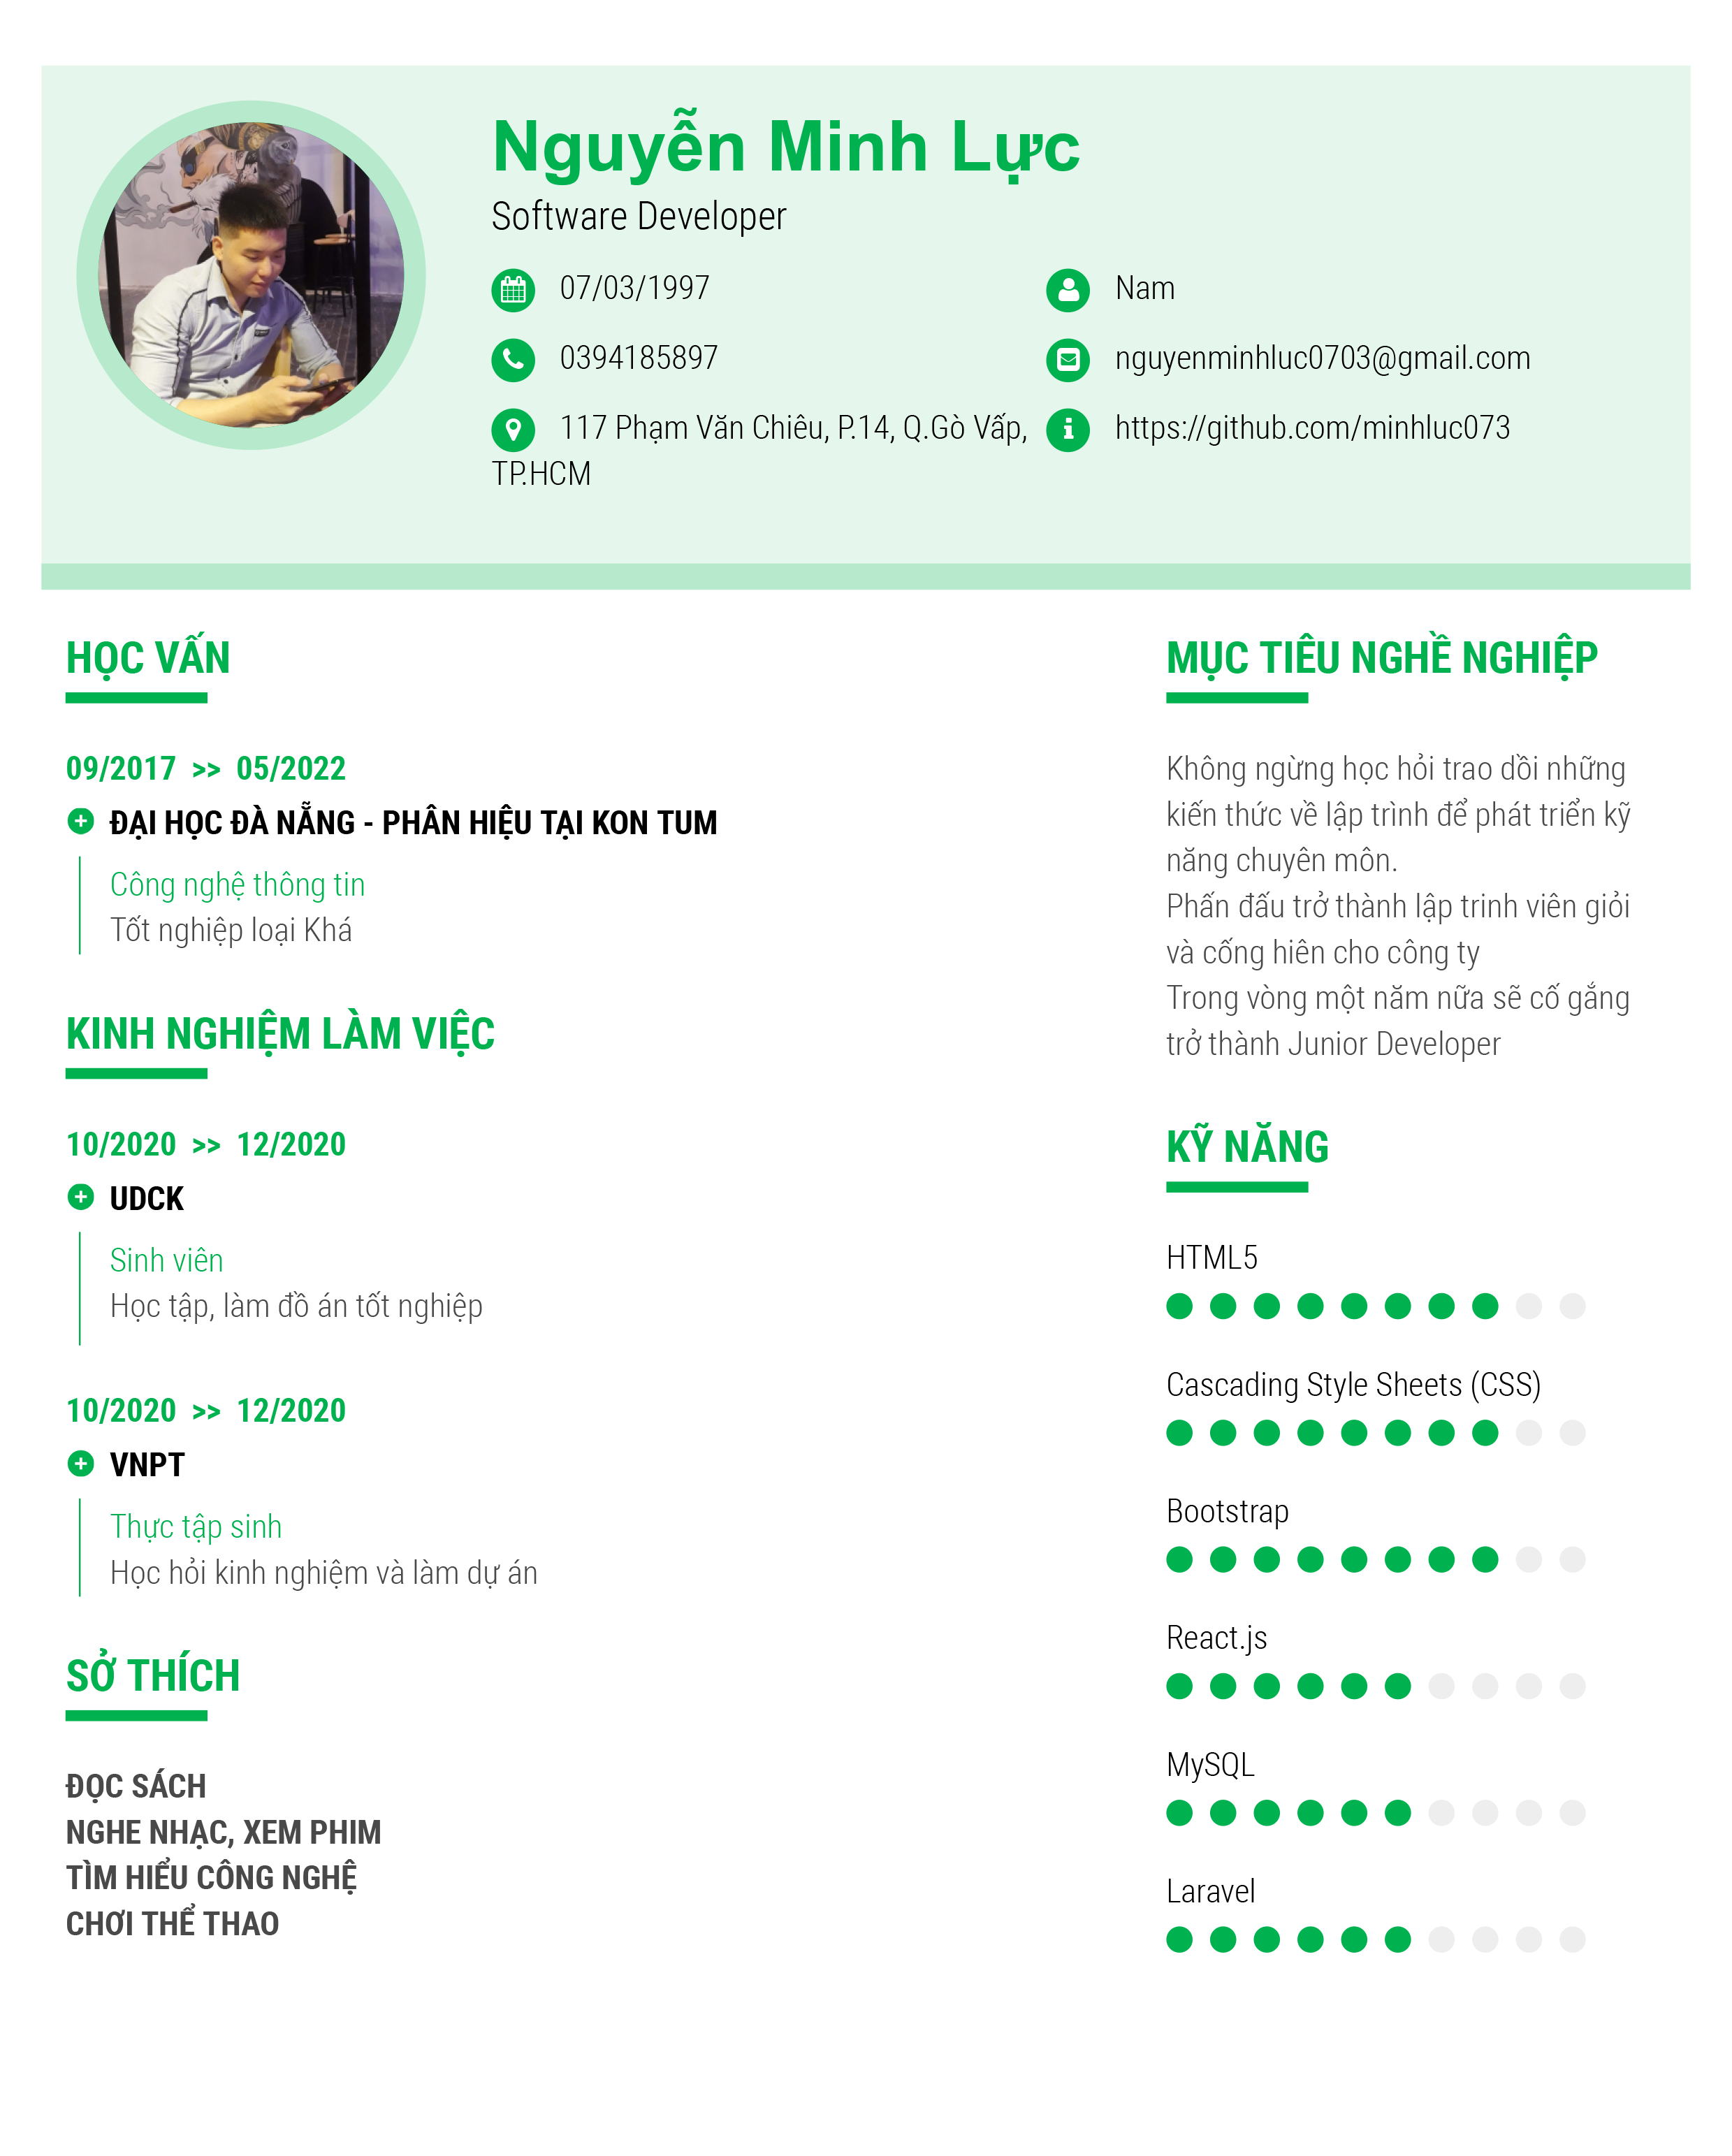 Nguyễn Minh Lực
Software Developer
07/03/1997
Nam
0394185897
nguyenminhluc0703@gmail.com
117 Phạm Văn Chiêu, P.14, Q.Gò Vấp,
TP.HCM
https://github.com/minhluc073
HỌC VẤN
09/2017 >> 05/2022
ĐẠI HỌC ĐÀ NẴNG - PHÂN HIỆU TẠI KON TUM
Công nghệ thông tin
Tốt nghiệp loại Khá
KINH NGHIỆM LÀM VIỆC
10/2020 >> 12/2020
UDCK
Sinh viên
Học tập, làm đồ án tốt nghiệp
10/2020 >> 12/2020
VNPT
Thực tập sinh
Học hỏi kinh nghiệm và làm dự án
SỞ THÍCH
ĐỌC SÁCH
NGHE NHẠC, XEM PHIM
TÌM HIỂU CÔNG NGHỆ
CHƠI THỂ THAO
MỤC TIÊU NGHỀ NGHIỆP
Không ngừng học hỏi trao dồi những
kiến thức về lập trình để phát triển kỹ
năng chuyên môn.
Phấn đấu trở thành lập trinh viên giỏi
và cống hiên cho công ty
Trong vòng một năm nữa sẽ cố gắng
trở thành Junior Developer
KỸ NĂNG
HTML5
Cascading Style Sheets (CSS)
Bootstrap
React.js
MySQL
Laravel